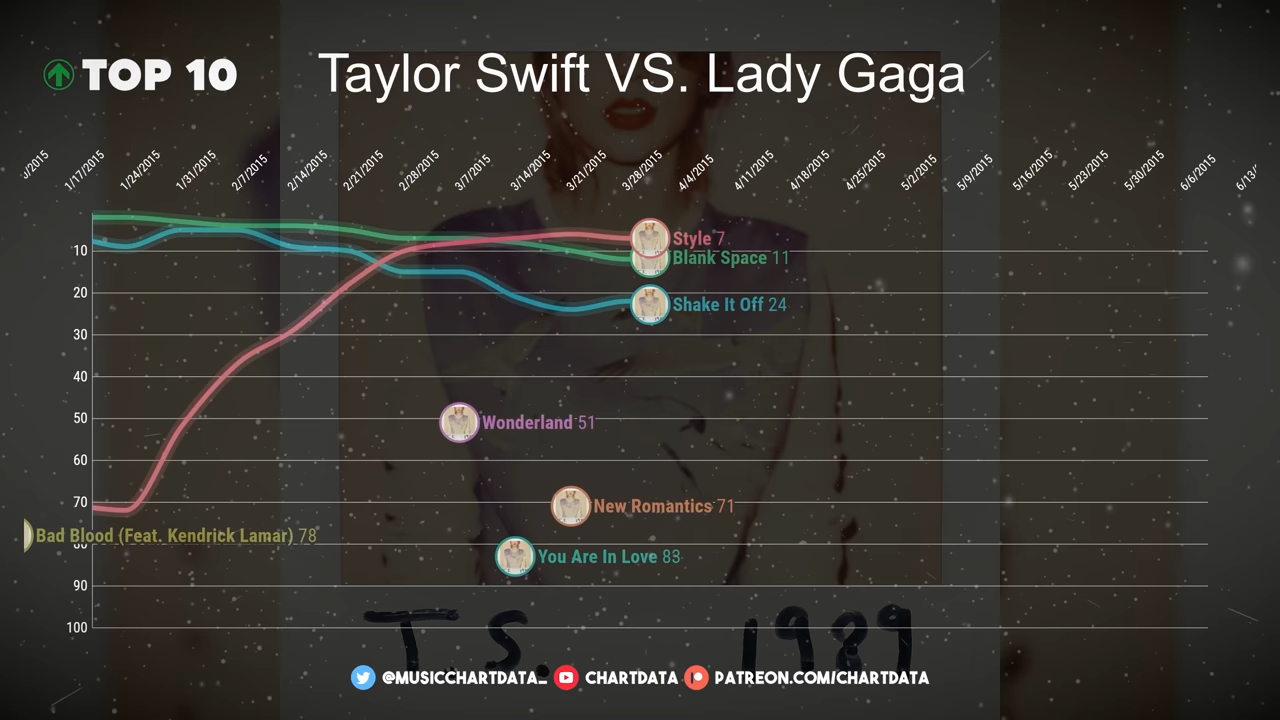 TOP 10
Taylor Swift VS. Lady Gaga
1/17/2015
1/24/2015
1/31/2015
2/7/2015
2/14/2015
2/21/2015
2/28/2015
3/7/2015
3/14/2015
3/21/2015
3/28/2015
4/4/2015
4/11/2015
4/18/2015
4/25/2015
5/2/2015
5/9/2015
5/16/2015
5/23/2015
5/30/2015
6/6/2015
Style 7
10
Blank Space 11
20
Shake It Off 24
30
40
50
Wonderland 51
60
70
New Romantics 71
Bad Blood (Feat. Kendrick Lamar) 78
80
You Are In Love 83
90
100
T.S. 1989
@MUSICCHARTDATA_ CHARTDATA PATREON.COM/CHARTDATA